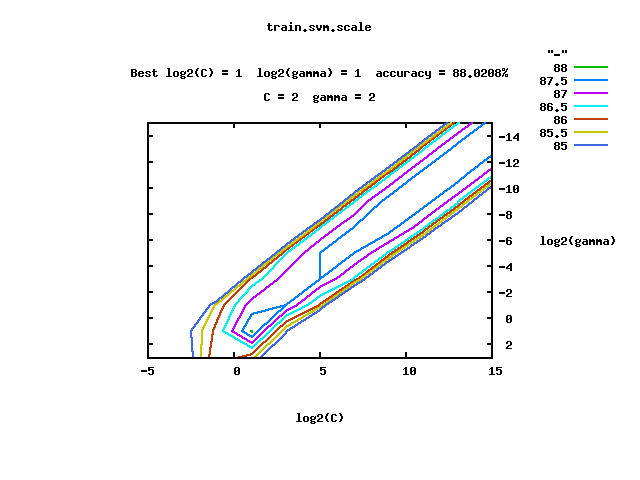 train.svm.scale
"_"
Best log2(C) = 1 log2(gamma) = 1 accuracy = 88.0208%
C = 2 gamma = 2
88
87.5
87
86.5
86
85.5
85
-14
-12
-10
-8
-6
-4
-2
0
2
log2(gamma)
-5 0 5 10 15
log2(C)